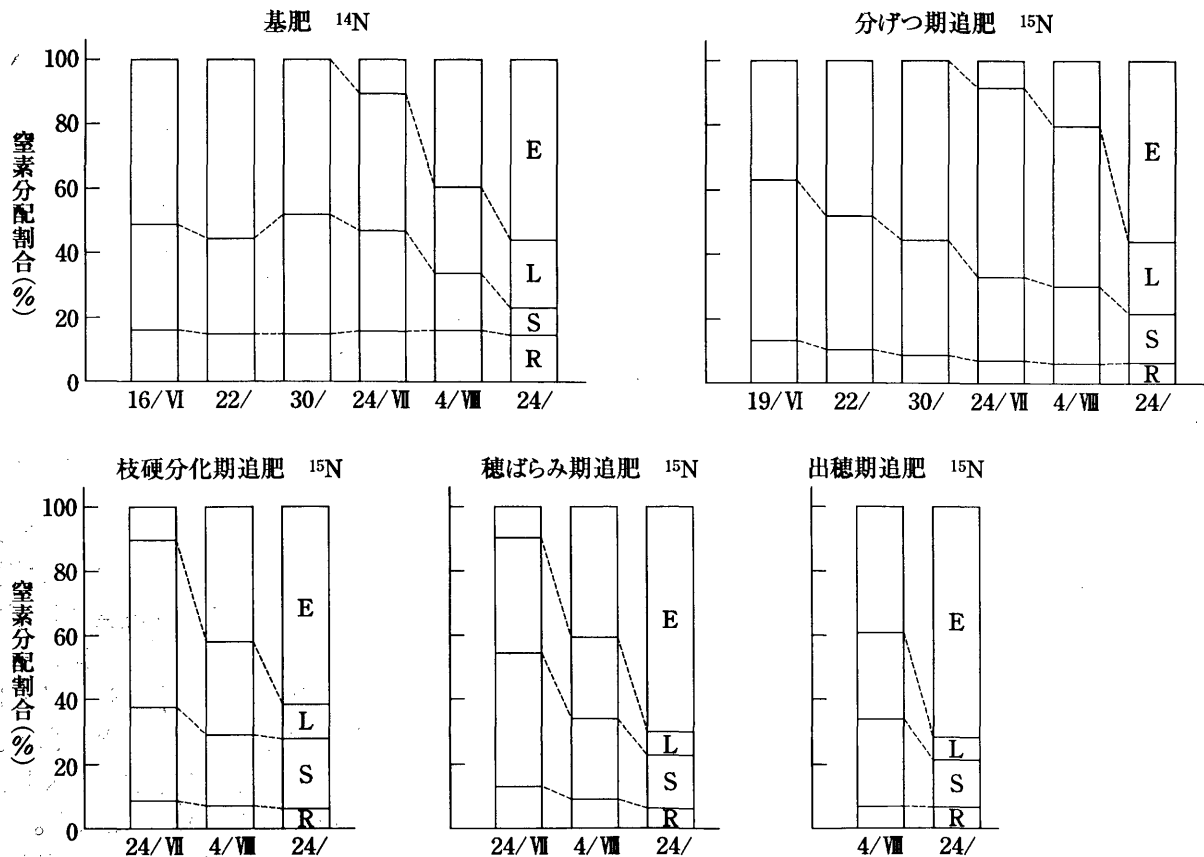 基肥 ¹⁴N
窒素分配割合(%)
100
80
60
40
20
0
E
L
S
R
16/Ⅵ 22/ 30/ 24/Ⅶ 4/Ⅷ 24/
分げつ期追肥 ¹⁵N
E
L
S
R
19/Ⅵ 22/ 30/ 24/Ⅶ 4/Ⅷ 24/
枝硬分化期追肥 ¹⁵N
窒素分配割合(%)
100
80
60
40
20
0
E
L
S
R
24/Ⅶ 4/Ⅷ 24/
穂ばらみ期追肥 ¹⁵N
E
L
S
R
24/Ⅶ 4/Ⅷ 24/
出穂期追肥 ¹⁵N
E
L
S
R
4/Ⅷ 24/